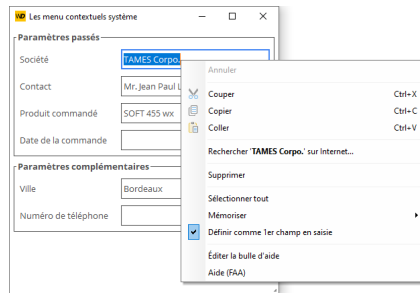 WD Les menu contextuels système
Paramètres passés
Société TAMES Corpo.
Contact Mr. Jean Paul
Produit commandé SOFT 455 wx
Date de la commande
Paramètres complémentaires
Ville Bordeaux
Numéro de téléphone
Annuler
Couper Ctrl+X
Copier Ctrl+C
Coller Ctrl+V
Rechercher 'TAMES Corpo.' sur Internet...
Supprimer
Sélectionner tout
Mémoriser
Définir comme 1er champ en saisie
Éditer la bulle d'aide
Aide (FAA)